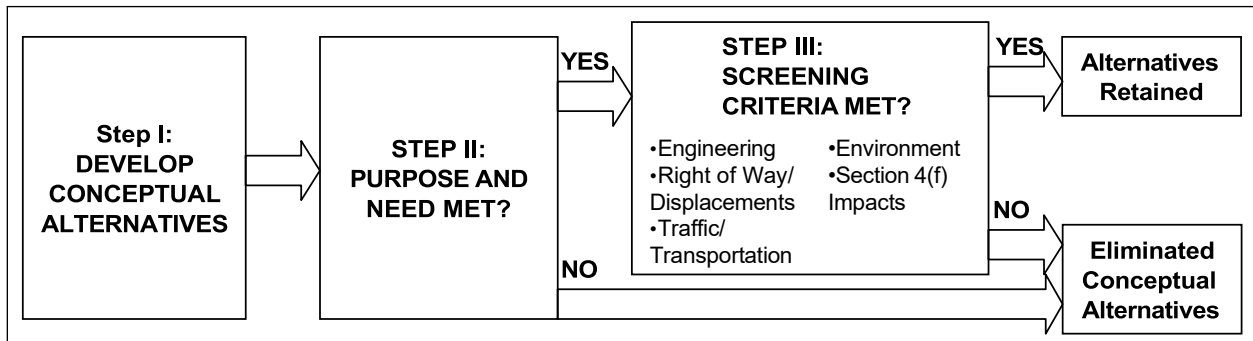 Step I:
DEVELOP
CONCEPTUAL
ALTERNATIVES
STEP II:
PURPOSE AND
NEED MET?
YES
NO
STEP III:
SCREENING
CRITERIA MET?
•Engineering
•Right of Way/
Displacements
•Traffic/
Transportation
•Environment
•Section 4(f)
Impacts
YES
NO
Alternatives
Retained
Eliminated
Conceptual
Alternatives